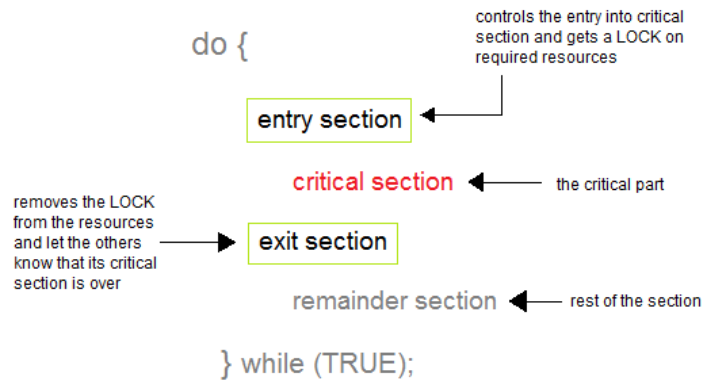 controls the entry into critical
section and gets a LOCK on
required resources
do {
entry section
critical section
the critical part
removes the LOCK
from the resources
and let the others
know that its critical
section is over
exit section
remainder section
rest of the section
} while (TRUE);